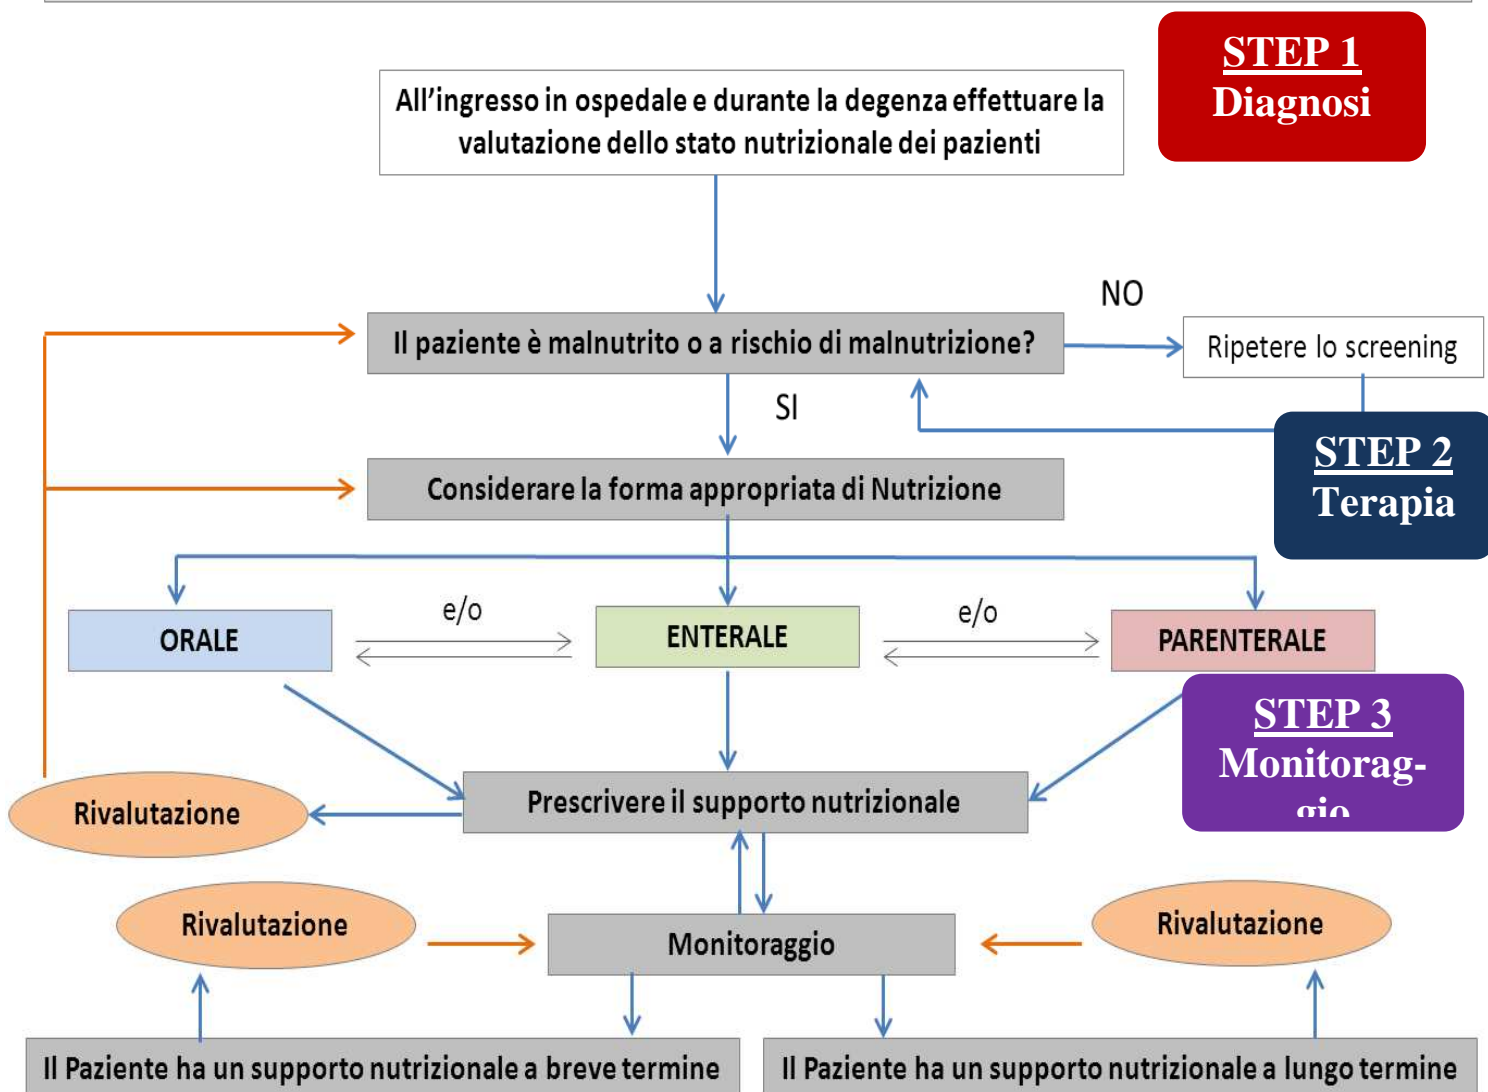 STEP 1
Diagnosi
All'ingresso in ospedale e durante la degenza effettuare la
valutazione dello stato nutrizionale dei pazienti
NO
Il paziente è malnutrito o a rischio di malnutrizione?
Ripetere lo screening
SI
STEP 2
Terapia
Considerare la forma appropriata di Nutrizione
ORALE
e/o
ENTERALE
e/o
PARENTERALE
STEP 3
Monitorag-
gio
Prescrivere il supporto nutrizionale
Rivalutazione
Rivalutazione
Monitoraggio
Rivalutazione
Il Paziente ha un supporto nutrizionale a breve termine
Il Paziente ha un supporto nutrizionale a lungo termine